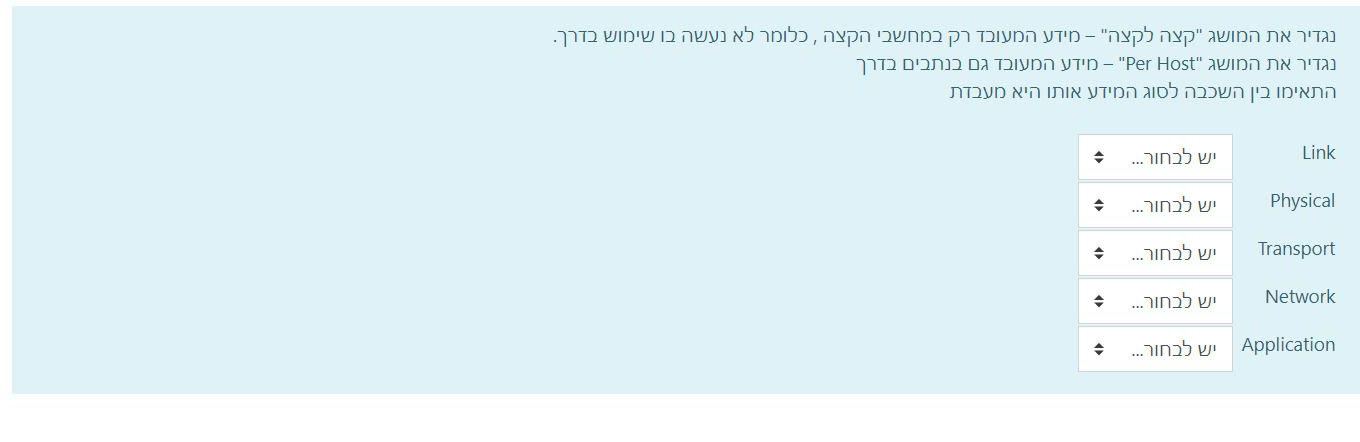 נגדיר את המושג "קצה לקצה" – מידע המעובד רק במחשבי הקצה , כלומר לא נעשה בו שימוש בדרך.
נגדיר את המושג "Per Host" – מידע המעובד גם בנתבים בדרך
התאימו בין השכבה לסוג המידע אותו היא מעבדת
Link יש לבחור...
Physical יש לבחור...
Transport יש לבחור...
Network יש לבחור...
Application יש לבחור...